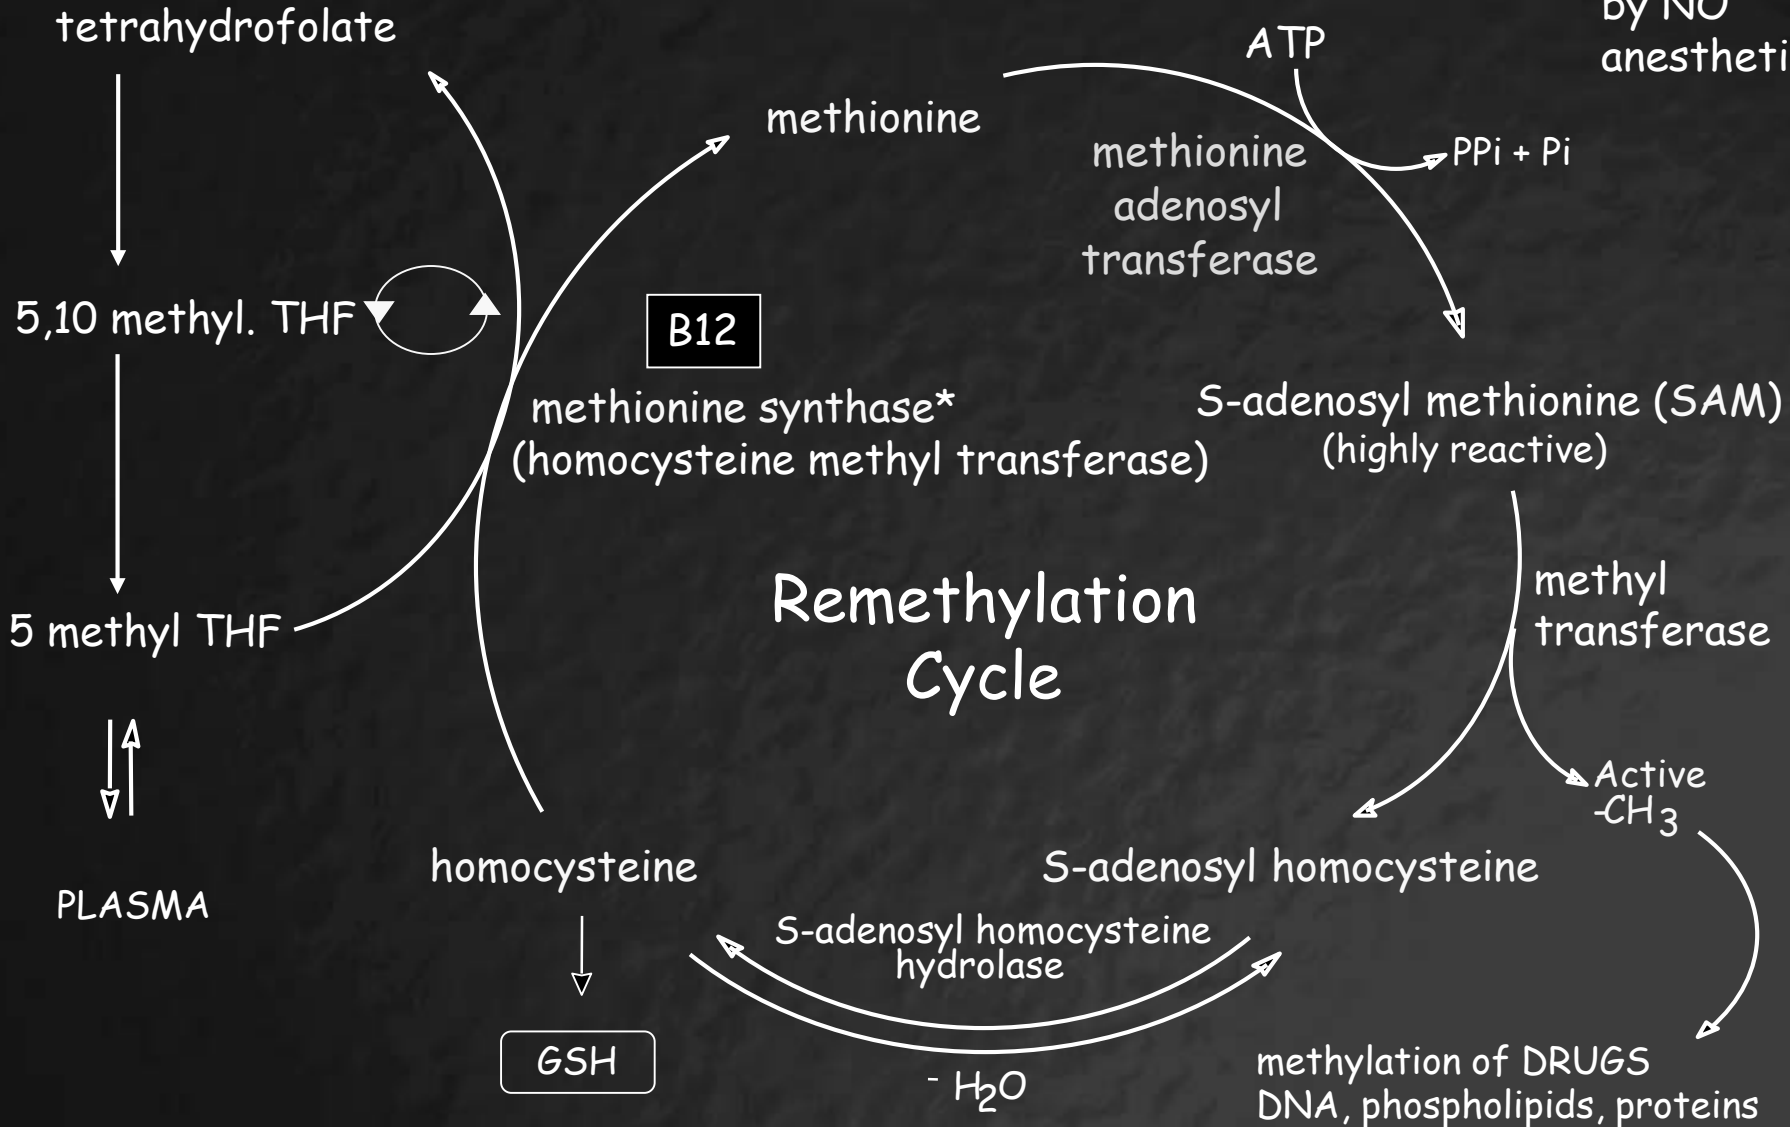 tetrahydrofolate
by NO
ATP
methionine
methionine
adenosyl
transferase
PPi + Pi
5,10 methyl. THF
B12
methionine synthase*
(homocysteine methyl transferase)
S-adenosyl methionine (SAM)
(highly reactive)
Remethylation
Cycle
methyl
transferase
5 methyl THF
Active
-CH3
homocysteine
S-adenosyl homocysteine
PLASMA
S-adenosyl homocysteine
hydrolase
GSH
- H2O
methylation of DRUGS
DNA, phospholipids, proteins